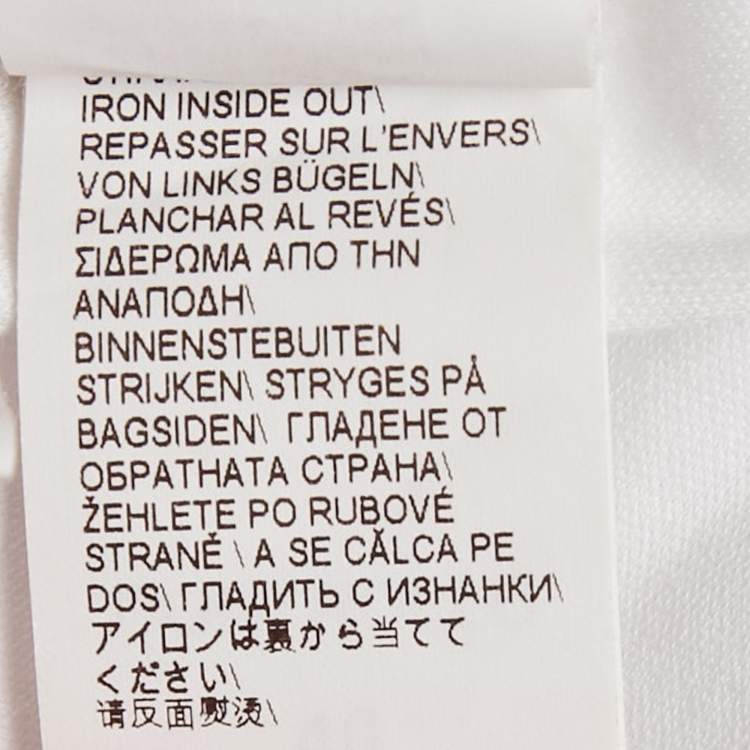 IRON INSIDE OUT\
REPASSER SUR L'ENVERS\
VON LINKS BÜGELN\
PLANCHAR AL REVÉS\
ΣΙΔΕΡΩΜΑ ΑΠΟ ΤΗΝ
ΑΝΑΠΟΔΗ\
BINNENSTEBUITEN
STRIJKEN\ STRYGES PÅ
BAGSIDEN\ ГЛАДЕНЕ ОТ
ОБРАТНАТА СТРАНА\
ŽEHLETE PO RUBOVÉ
STRANĚ \ A SE CĂLCA PE
DOS\ ГЛАДИТЬ С ИЗНАНКИ\
アイロンは裏から当てて
ください\
请反面熨烫\